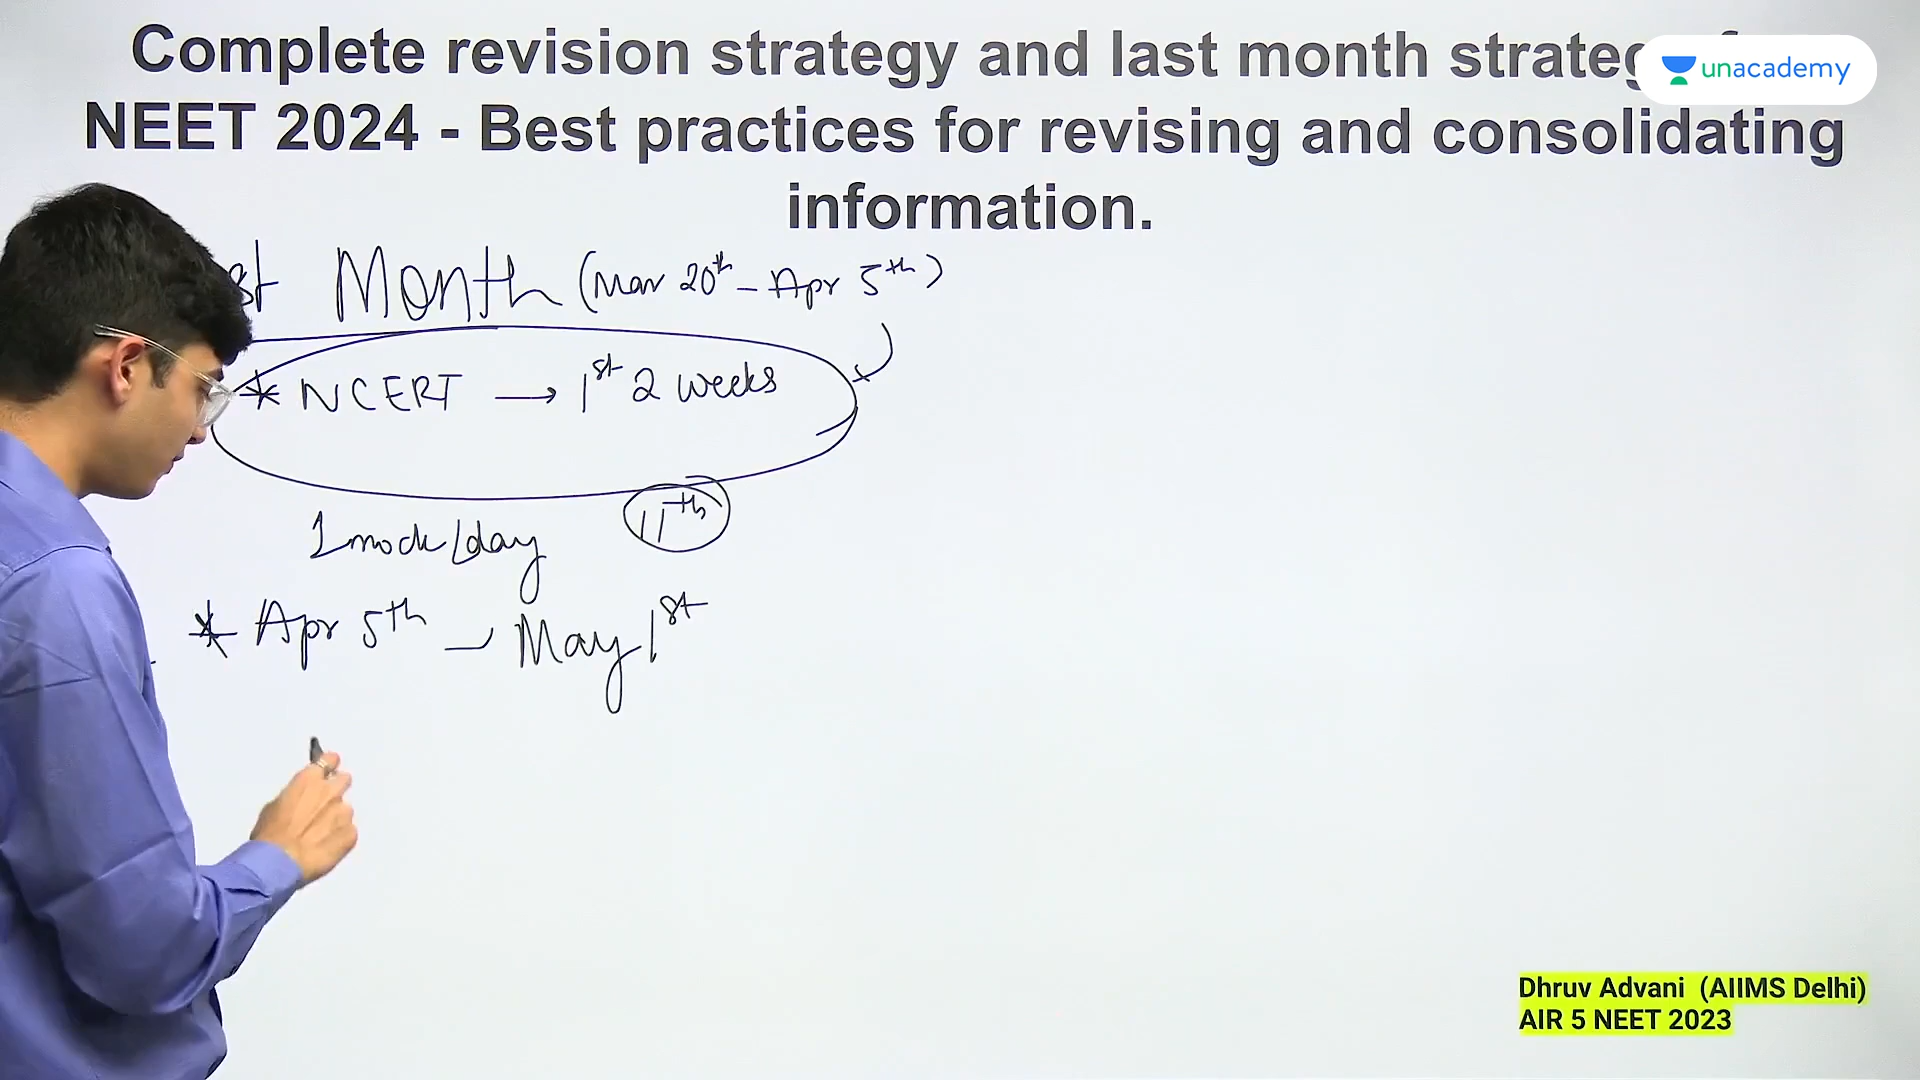 Complete revision strategy and last month strategy
NEET 2024 - Best practices for revising and consolidating
information.
unacademy
Month (Mar 20th - Apr 5th)
* NCERT → 1st 2 weeks
1 mock/day
11th
* Apr 5th - May 1st
Dhruv Advani (AIIMS Delhi)
AIR 5 NEET 2023